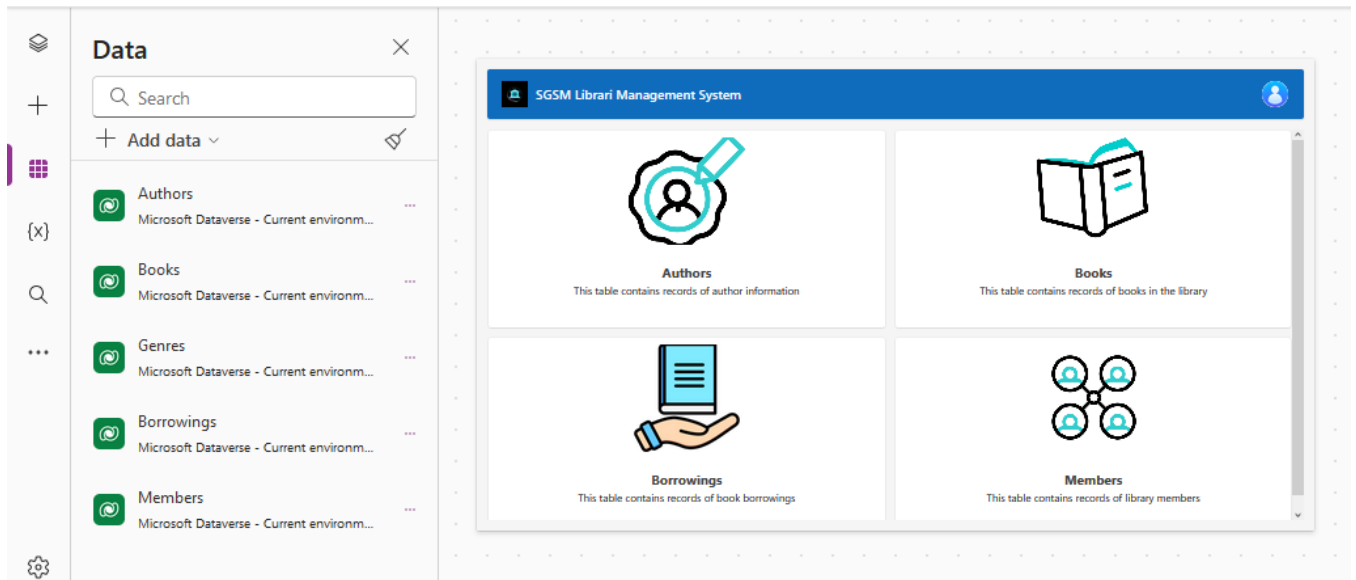 Data
Search
Add data
Authors
Microsoft Dataverse - Current environm...
Books
Microsoft Dataverse - Current environm...
Genres
Microsoft Dataverse - Current environm...
Borrowings
Microsoft Dataverse - Current environm...
Members
Microsoft Dataverse - Current environm...
{x}
SGSM Librari Management System
Authors
This table contains records of author information
Books
This table contains records of books in the library
Borrowings
This table contains records of book borrowings
Members
This table contains records of library members